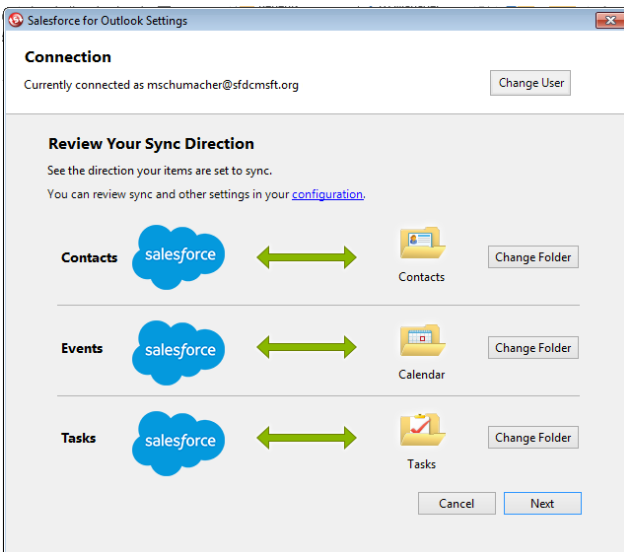 Salesforce for Outlook Settings
Connection
Currently connected as mschumacher@sfdcmsft.org
Change User
Review Your Sync Direction
See the direction your items are set to sync.
You can review sync and other settings in your configuration.
Contacts
salesforce
Contacts
Change Folder
Events
salesforce
Calendar
Change Folder
Tasks
salesforce
Tasks
Change Folder
Cancel
Next